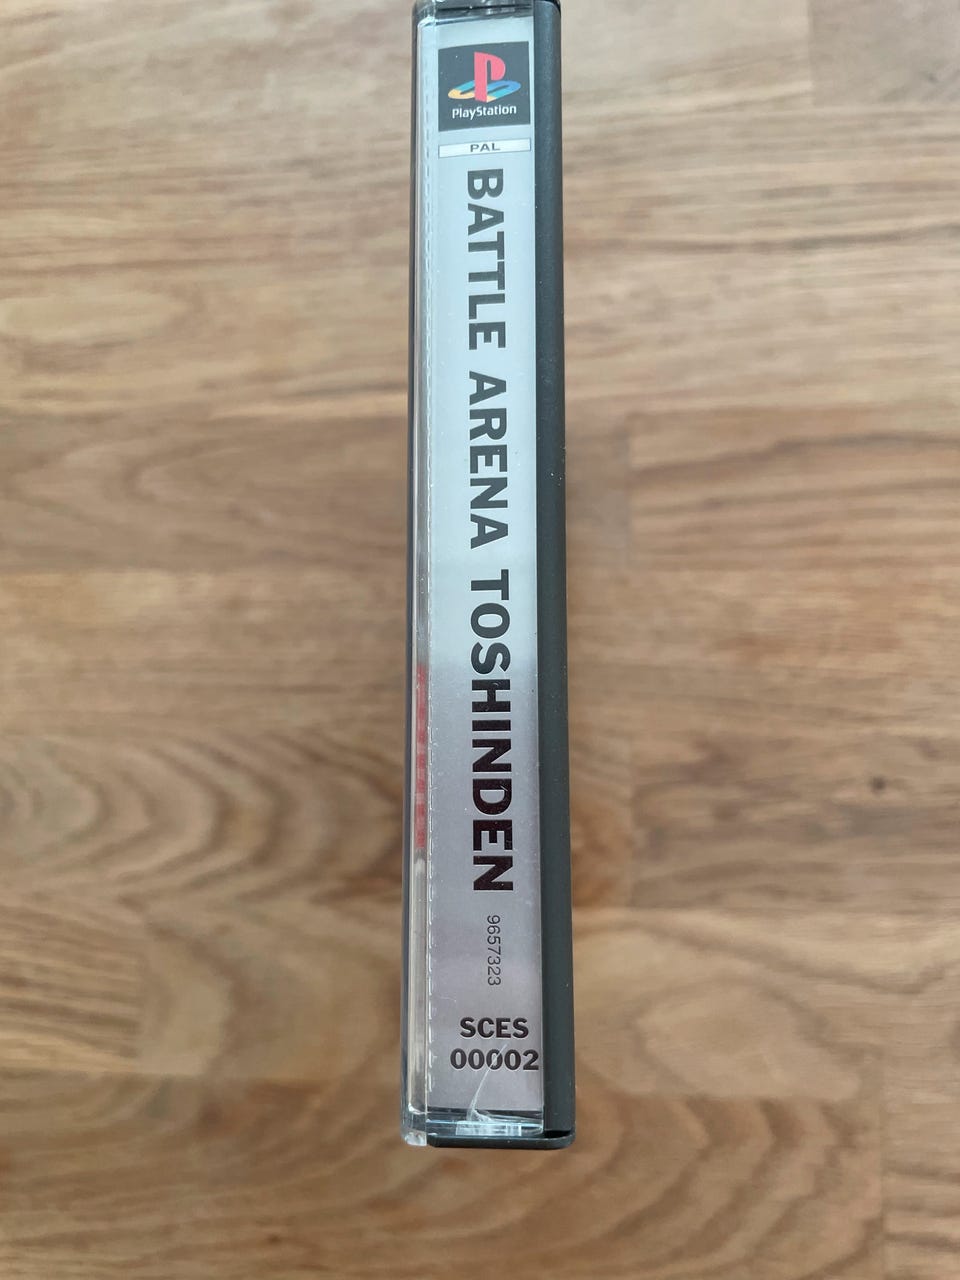 PlayStation
PAL
BATTLE ARENA TOSHINDEN
9657323
SCES
00002